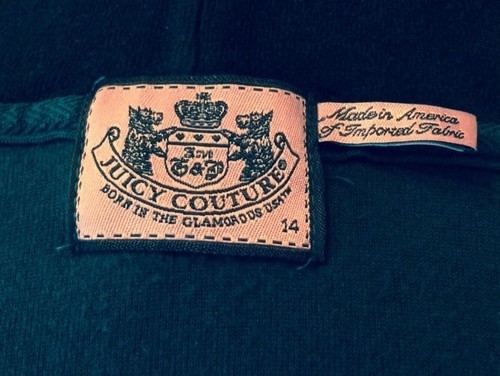 G&P
JUICY COUTURE®
BORN IN THE GLAMOROUS USA
14
Made in America
of Imported Fabric